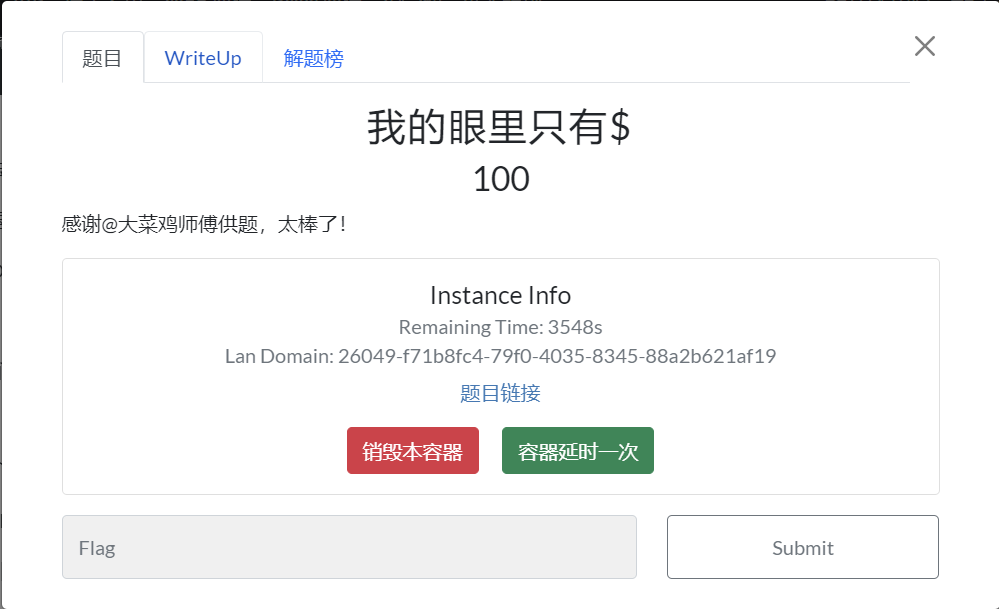 题目 WriteUp 解题榜
我的眼里只有$
100
感谢@大菜鸡师傅供题，太棒了！
Instance Info
Remaining Time: 3548s
Lan Domain: 26049-f71b8fc4-79f0-4035-8345-88a2b621af19
题目链接
销毁本容器 容器延时一次
Flag Submit